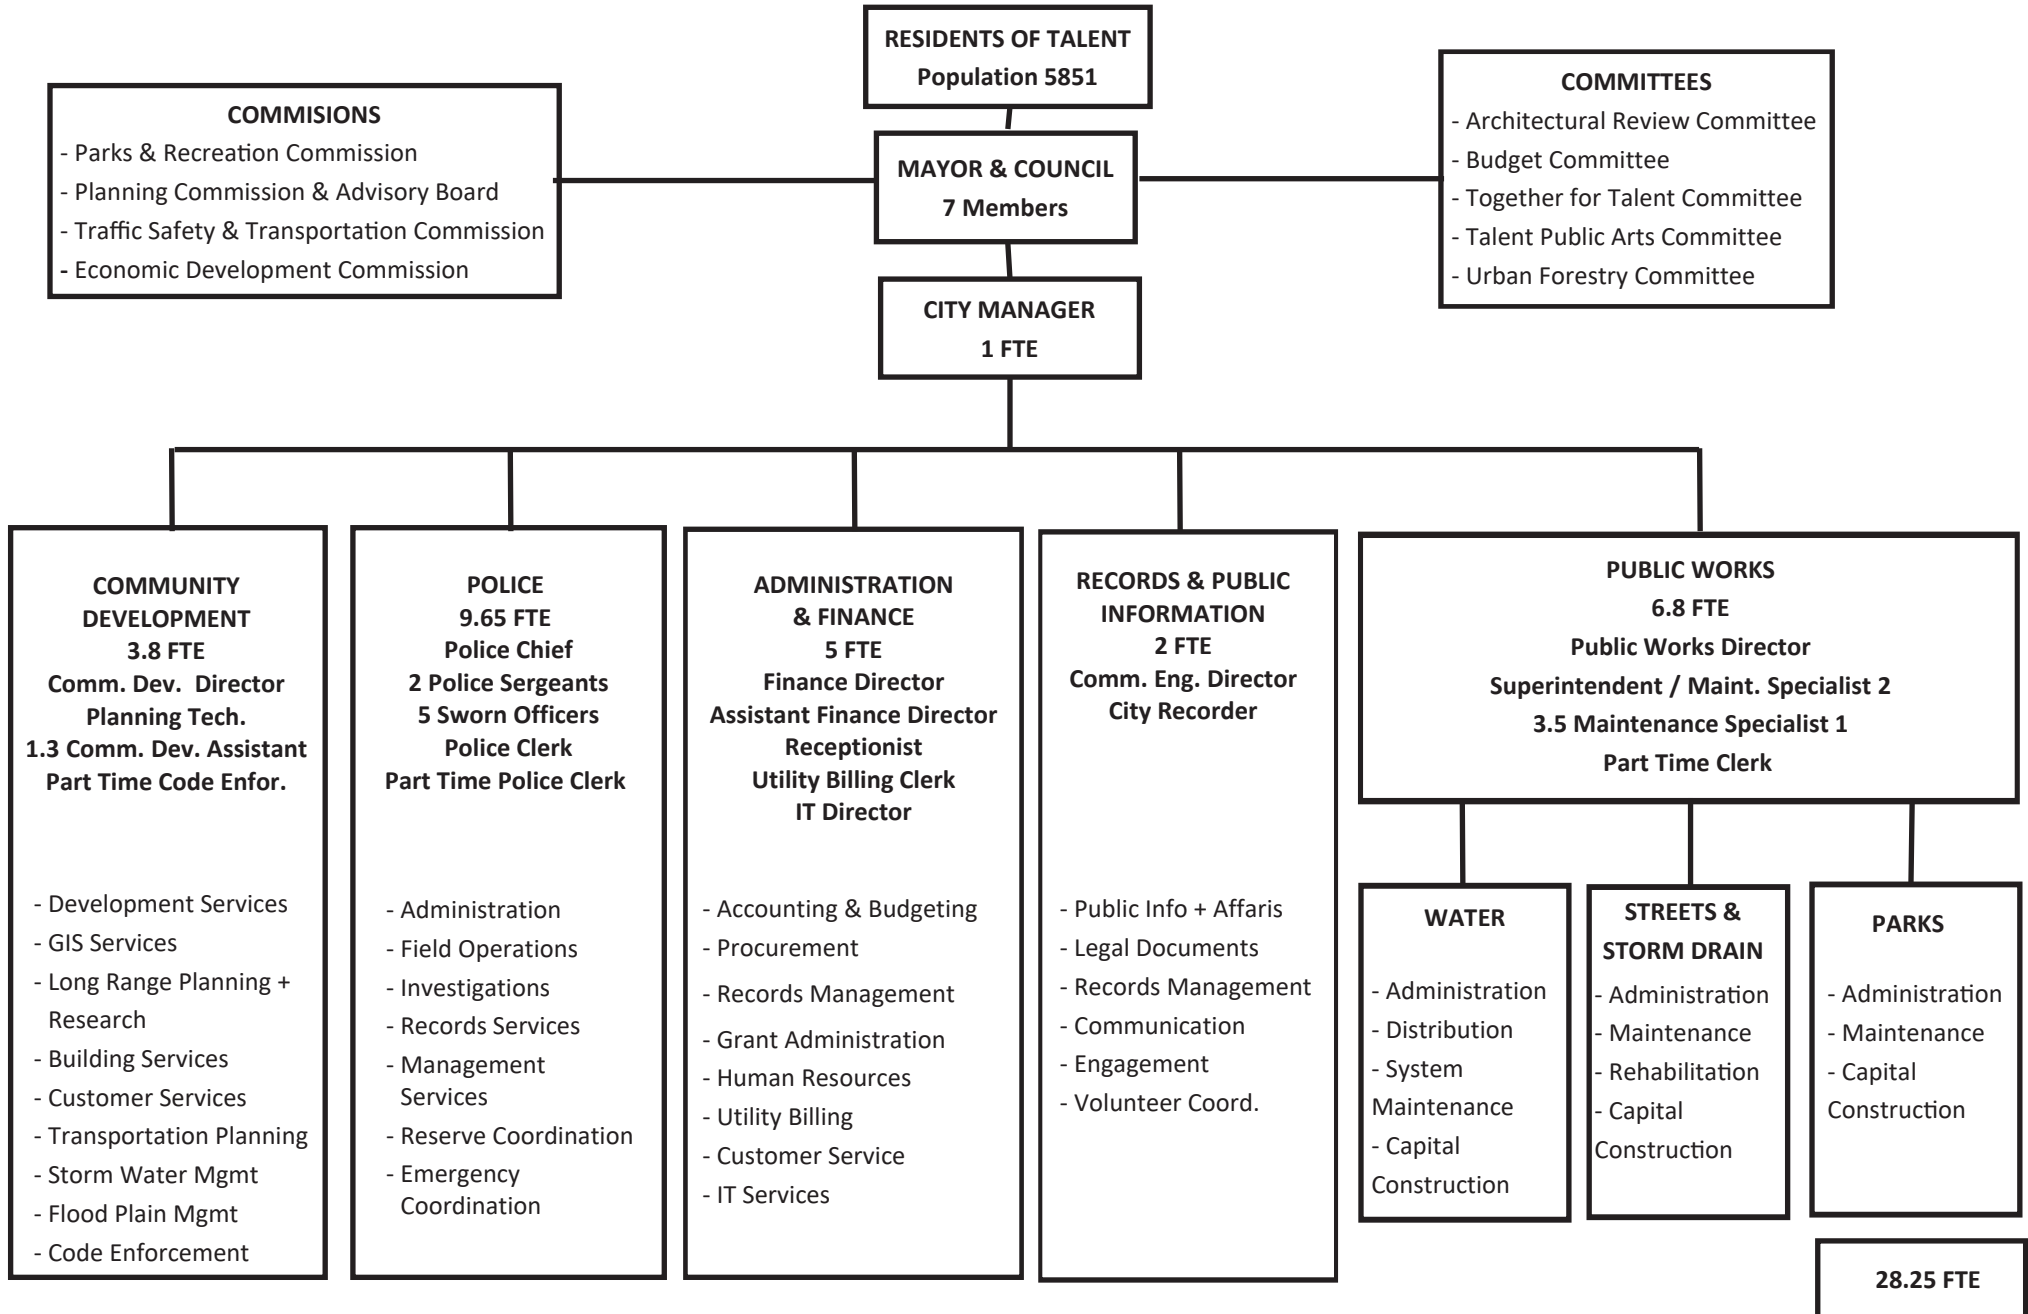 RESIDENTS OF TALENT
Population 5851
COMMISIONS
- Parks & Recreation Commission
- Planning Commission & Advisory Board
- Traffic Safety & Transportation Commission
- Economic Development Commission
MAYOR & COUNCIL
7 Members
COMMITTEES
- Architectural Review Committee
- Budget Committee
- Together for Talent Committee
- Talent Public Arts Committee
- Urban Forestry Committee
CITY MANAGER
1 FTE
COMMUNITY
DEVELOPMENT
3.8 FTE
Comm. Dev. Director
Planning Tech.
1.3 Comm. Dev. Assistant
Part Time Code Enfor.
- Development Services
- GIS Services
- Long Range Planning +
Research
- Building Services
- Customer Services
- Transportation Planning
- Storm Water Mgmt
- Flood Plain Mgmt
- Code Enforcement
POLICE
9.65 FTE
Police Chief
2 Police Sergeants
5 Sworn Officers
Police Clerk
Part Time Police Clerk
- Administration
- Field Operations
- Investigations
- Records Services
- Management
Services
- Reserve Coordination
- Emergency
Coordination
ADMINISTRATION
& FINANCE
5 FTE
Finance Director
Assistant Finance Director
Receptionist
Utility Billing Clerk
IT Director
- Accounting & Budgeting
- Procurement
- Records Management
- Grant Administration
- Human Resources
- Utility Billing
- Customer Service
- IT Services
RECORDS & PUBLIC
INFORMATION
2 FTE
Comm. Eng. Director
City Recorder
- Public Info + Affaris
- Legal Documents
- Records Management
- Communication
- Engagement
- Volunteer Coord.
PUBLIC WORKS
6.8 FTE
Public Works Director
Superintendent / Maint. Specialist 2
3.5 Maintenance Specialist 1
Part Time Clerk
WATER
- Administration
- Distribution
- System
Maintenance
- Capital
Construction
STREETS &
STORM DRAIN
- Administration
- Maintenance
- Rehabilitation
- Capital
Construction
PARKS
- Administration
- Maintenance
- Capital
Construction
28.25 FTE